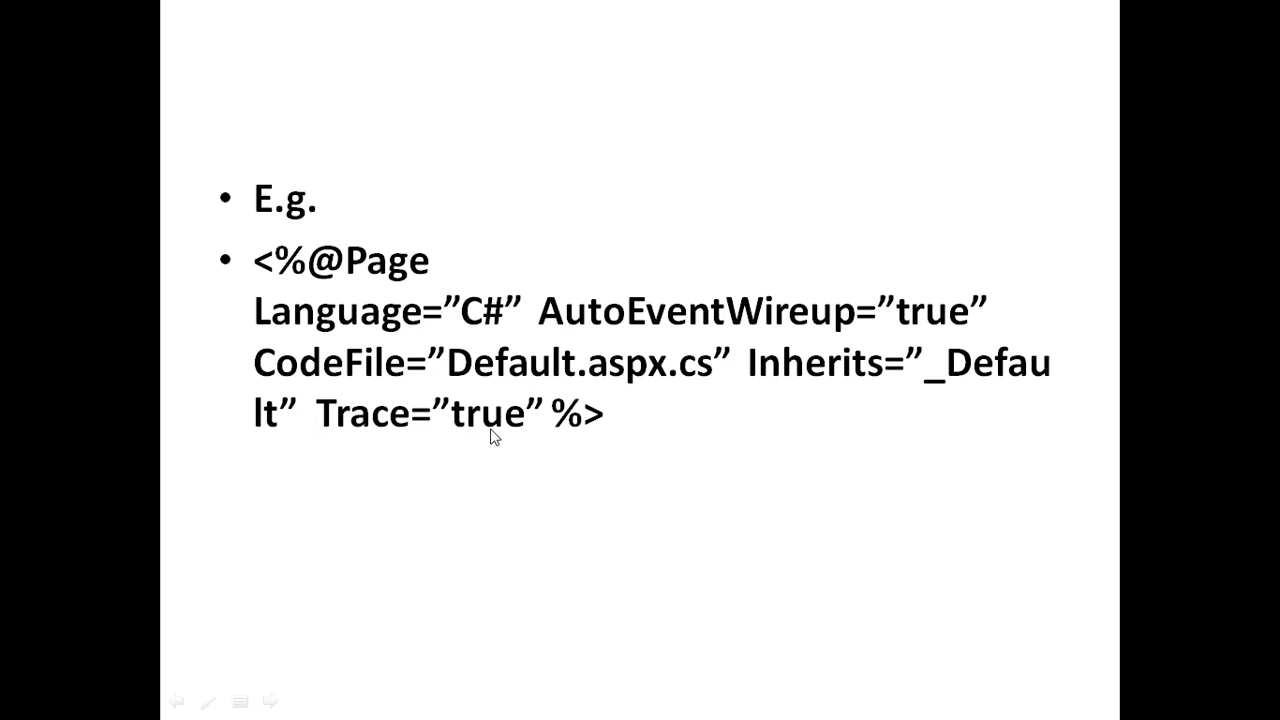 • E.g.
• <%@Page
Language=”C#” AutoEventWireup=”true”
CodeFile=”Default.aspx.cs” Inherits=”_Defau
lt” Trace=”true” %>